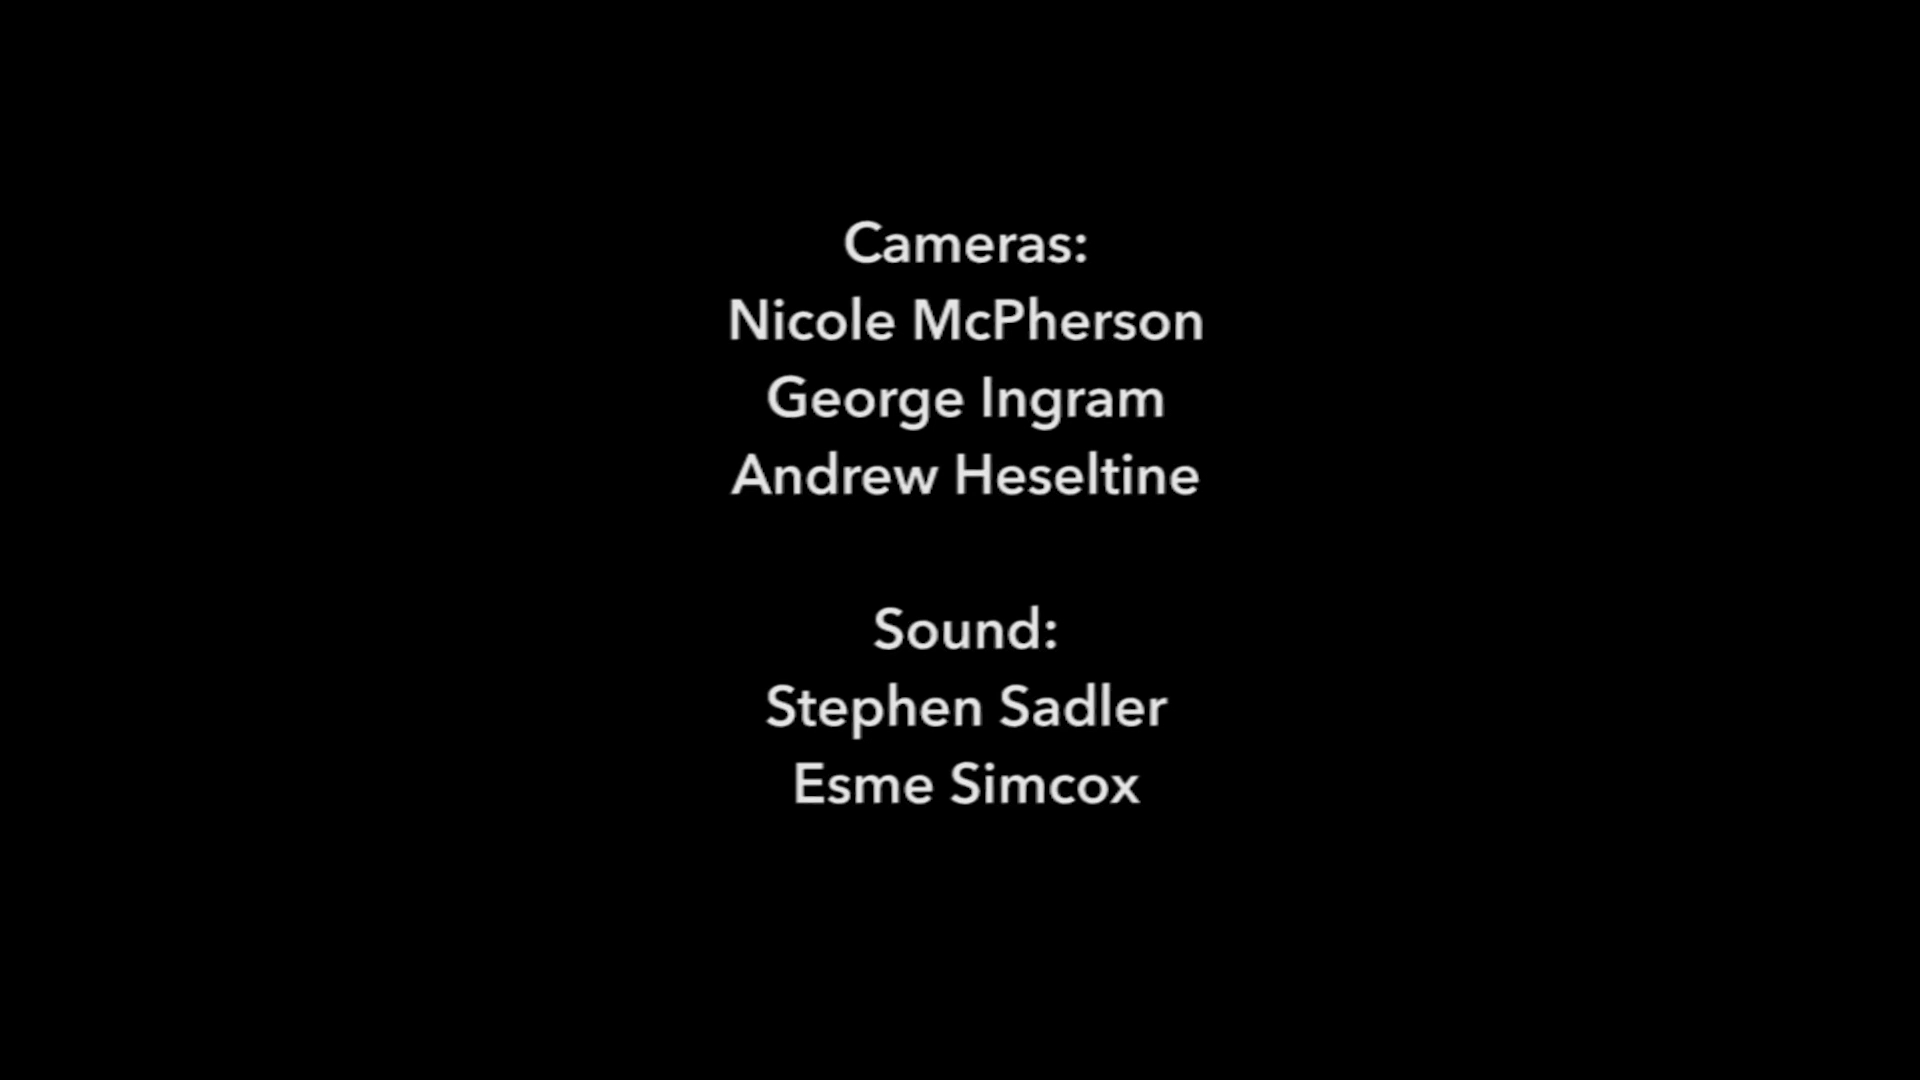 Cameras:
Nicole McPherson
George Ingram
Andrew Heseltine
Sound:
Stephen Sadler
Esme Simcox